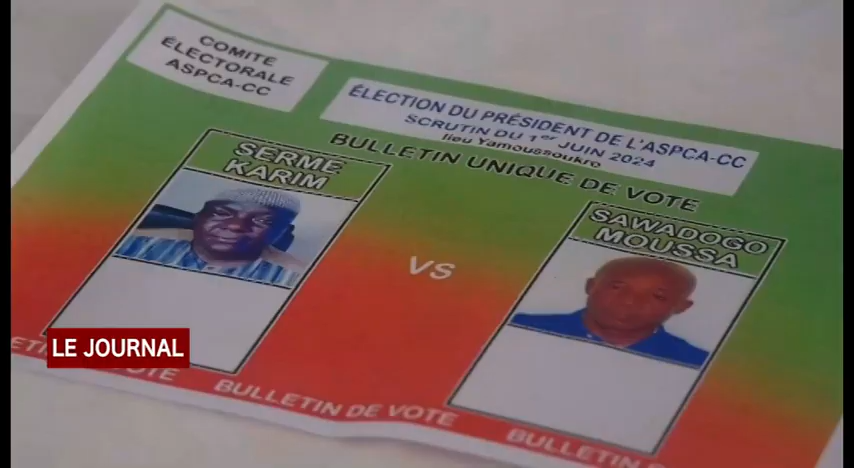 COMITE
ÉLECTORALE
ASPCA-CC
ÉLECTION DU PRÉSIDENT DE L'ASPCA-CC
SCRUTIN DU 1er JUIN 2024
lieu Yamoussoukro
BULLETIN UNIQUE DE VOTE
SERME
KARIM
VS
SAWADOGO
MOUSSA
LE JOURNAL
BULLETIN DE VOTE
BULLETIN